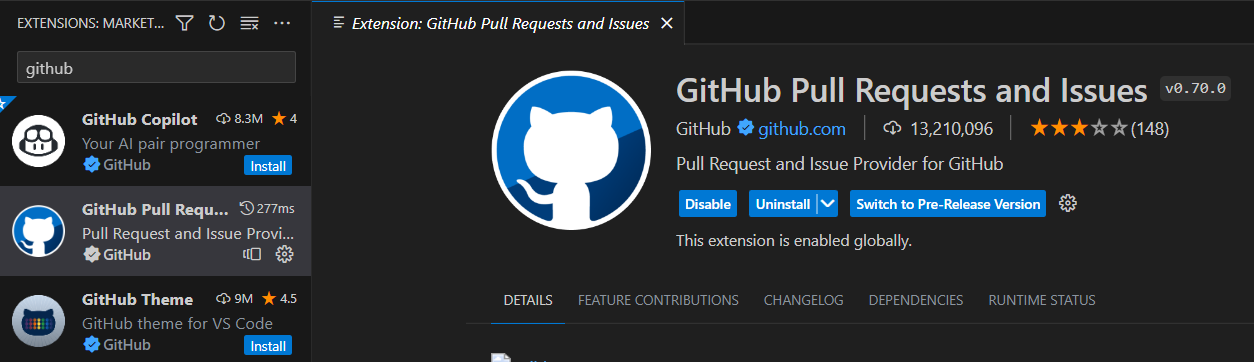 EXTENSIONS: MARKET...
github
GitHub Copilot 8.3M 4
Your AI pair programmer
GitHub Install
GitHub Pull Requ... 277ms
Pull Request and Issue Provi...
GitHub
GitHub Theme 9M 4.5
GitHub theme for VS Code
GitHub Install
Extension: GitHub Pull Requests and Issues
GitHub Pull Requests and Issues v0.70.0
GitHub github.com 13,210,096 (148)
Pull Request and Issue Provider for GitHub
Disable Uninstall Switch to Pre-Release Version
This extension is enabled globally.
DETAILS FEATURE CONTRIBUTIONS CHANGELOG DEPENDENCIES RUNTIME STATUS